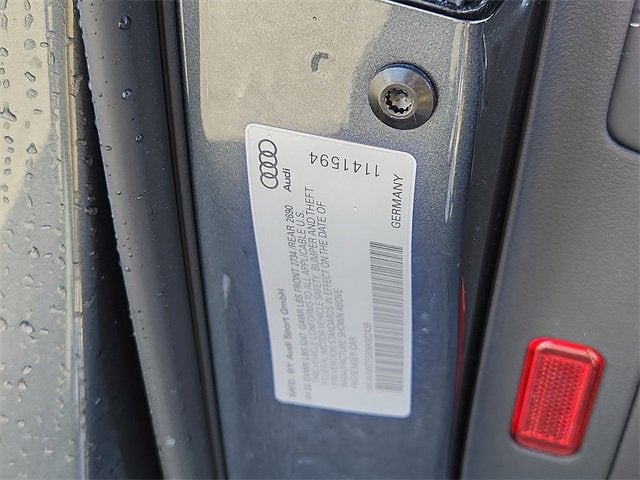 Audi
1141594
GERMANY
MFD. BY Audi Sport GmbH
GAWR LBS FRONT 2734 /REAR 2690
THIS VEHICLE CONFORMS TO ALL APPLICABLE U.S.
FEDERAL MOTOR VEHICLE SAFETY, BUMPER AND THEFT
PREVENTION STANDARDS IN EFFECT ON THE DATE OF
MANUFACTURE SHOWN ABOVE
PASSENGER CAR